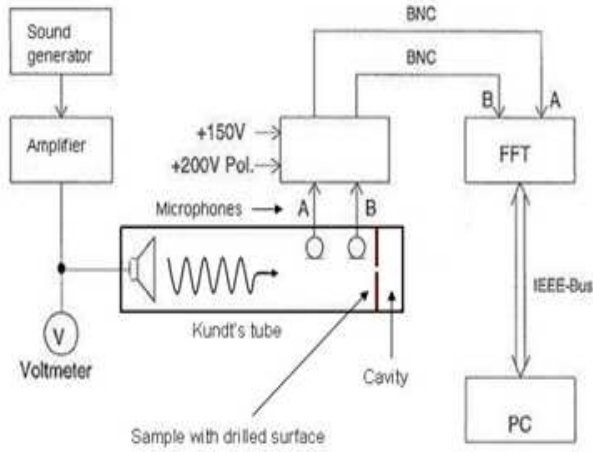 BNC
Sound
generator
BNC
B
A
+150V
Amplifier
FFT
+200V Pol.
Microphones
A
B
IEEE-Bus
Kundt's tube
V
Voltmeter
Cavity
PC
Sample with drilled surface